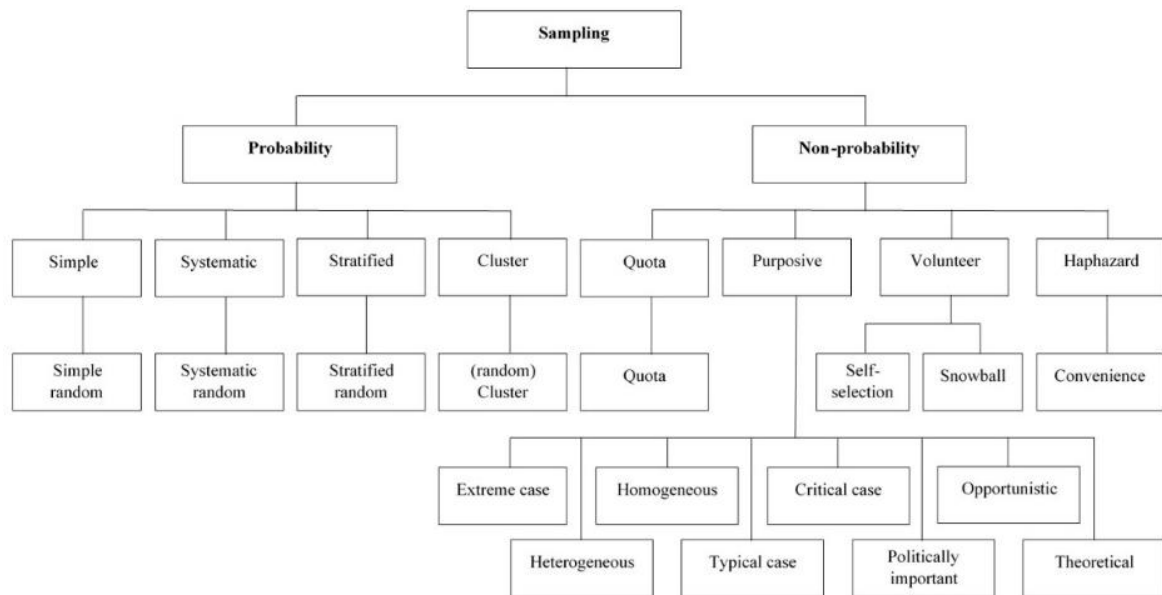 Sampling
Probability
Non-probability
Simple
Systematic
Stratified
Cluster
Quota
Purposive
Volunteer
Haphazard
Simple
random
Systematic
random
Stratified
random
(random)
Cluster
Quota
Self-
selection
Snowball
Convenience
Extreme case
Homogeneous
Critical case
Opportunistic
Heterogeneous
Typical case
Politically
important
Theoretical